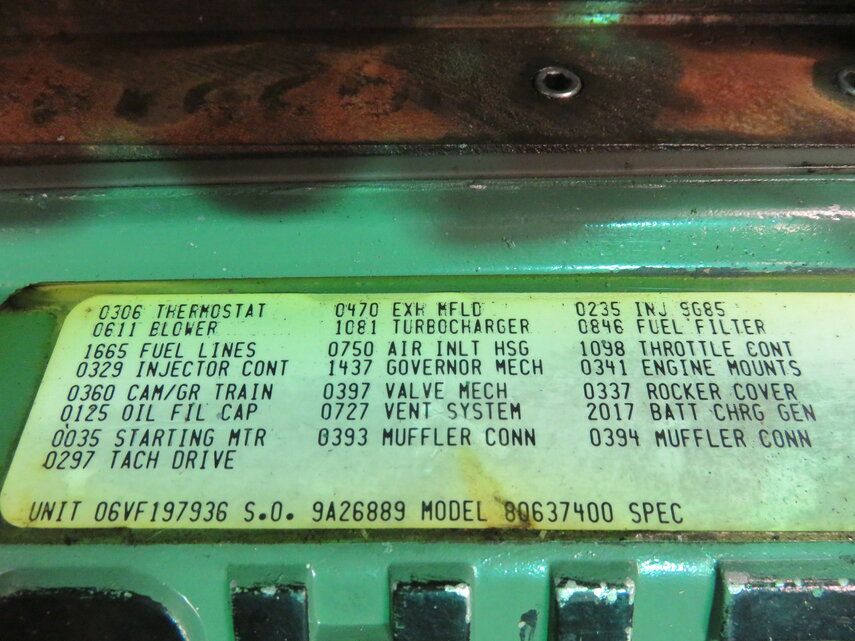 0306 THERMOSTAT 0470 EXH MFLD 0235 INJ 5G85
0611 BLOWER 1081 TURBOCHARGER 0846 FUEL FILTER
1665 FUEL LINES 0750 AIR INLT HSG 1098 THROTTLE CONT
0329 INJECTOR CONT 1437 GOVERNOR MECH 0341 ENGINE MOUNTS
0360 CAM/GR TRAIN 0397 VALVE MECH 0337 ROCKER COVER
0125 OIL FIL CAP 0727 VENT SYSTEM 2017 BATT CHRG GEN
0035 STARTING MTR 0393 MUFFLER CONN 0394 MUFFLER CONN
0297 TACH DRIVE
UNIT 06VF197936 S.O. 9A26889 MODEL 80637400 SPEC